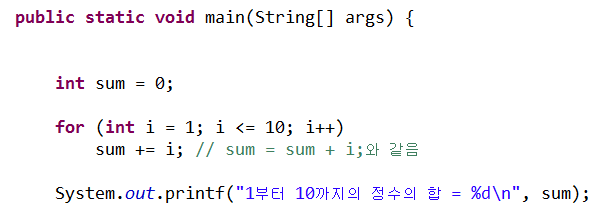 public static void main(String[] args) {
int sum = 0;
for (int i = 1; i <= 10; i++)
sum += i; // sum = sum + i;와 같음
System.out.printf("1부터 10까지의 정수의 합 = %d\n", sum);